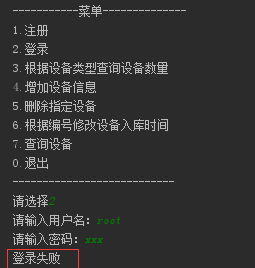 -----------菜单--------------
1.注册
2.登录
3.根据设备类型查询设备数量
4.增加设备信息
5.删除指定设备
6.根据编号修改设备入库时间
7.查询设备
0.退出
---------------------------
请选择2
请输入用户名：root
请输入密码：xxx
登录失败